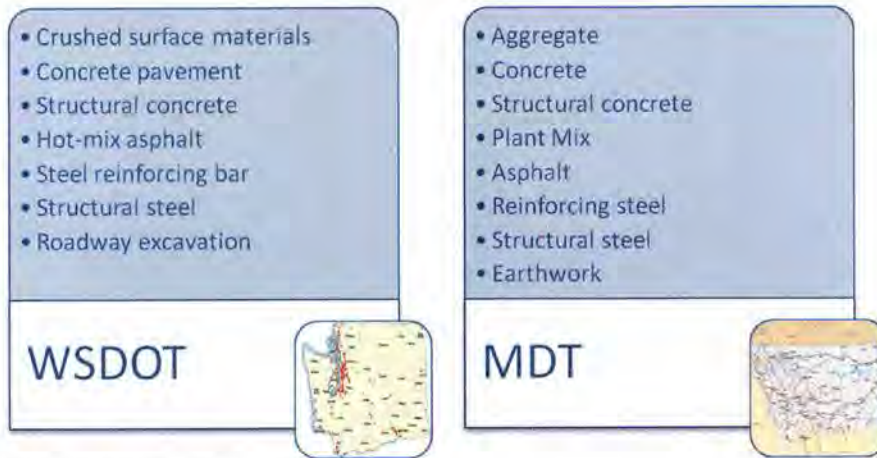 • Crushed surface materials
• Concrete pavement
• Structural concrete
• Hot-mix asphalt
• Steel reinforcing bar
• Structural steel
• Roadway excavation
WSDOT
• Aggregate
• Concrete
• Structural concrete
• Plant Mix
• Asphalt
• Reinforcing steel
• Structural steel
• Earthwork
MDT